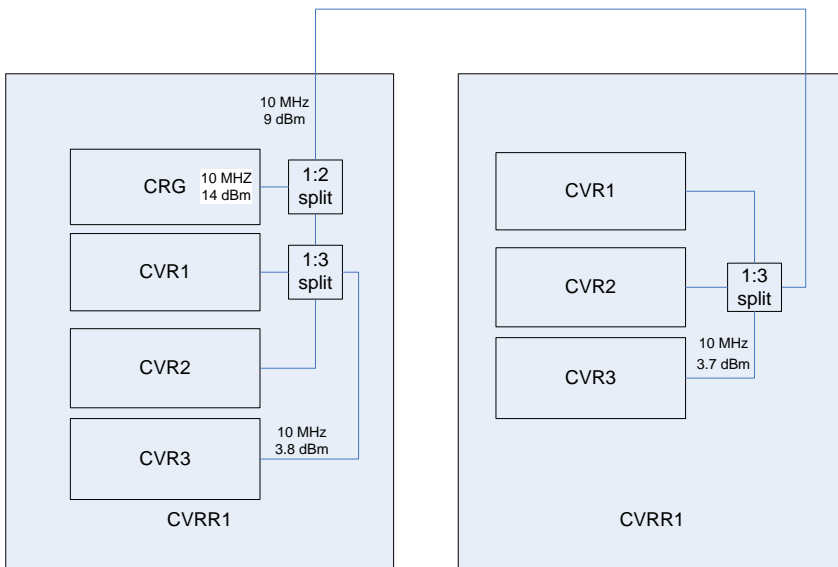 10 MHz
9 dBm
CRG
10 MHZ
14 dBm
1:2
split
CVR1
1:3
split
CVR2
CVR3
10 MHz
3.8 dBm
CVRR1
CVR1
CVR2
1:3
split
CVR3
10 MHz
3.7 dBm
CVRR1